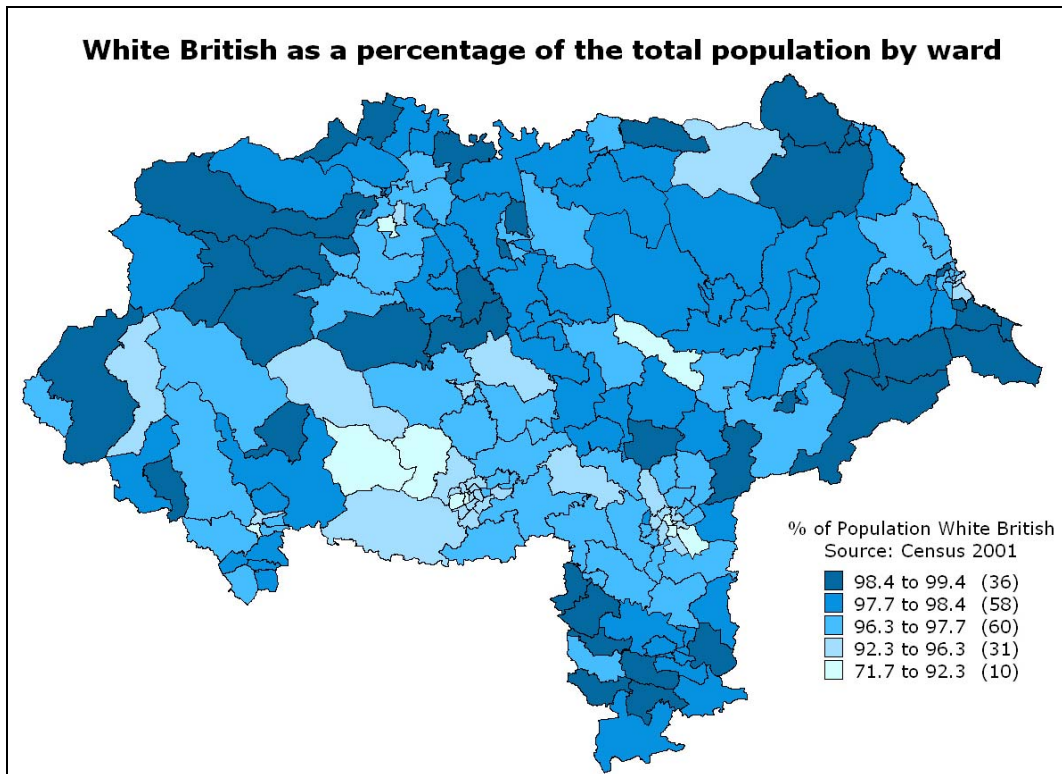 White British as a percentage of the total population by ward
% of Population White British
Source: Census 2001
98.4 to 99.4 (36)
97.7 to 98.4 (58)
96.3 to 97.7 (60)
92.3 to 96.3 (31)
71.7 to 92.3 (10)